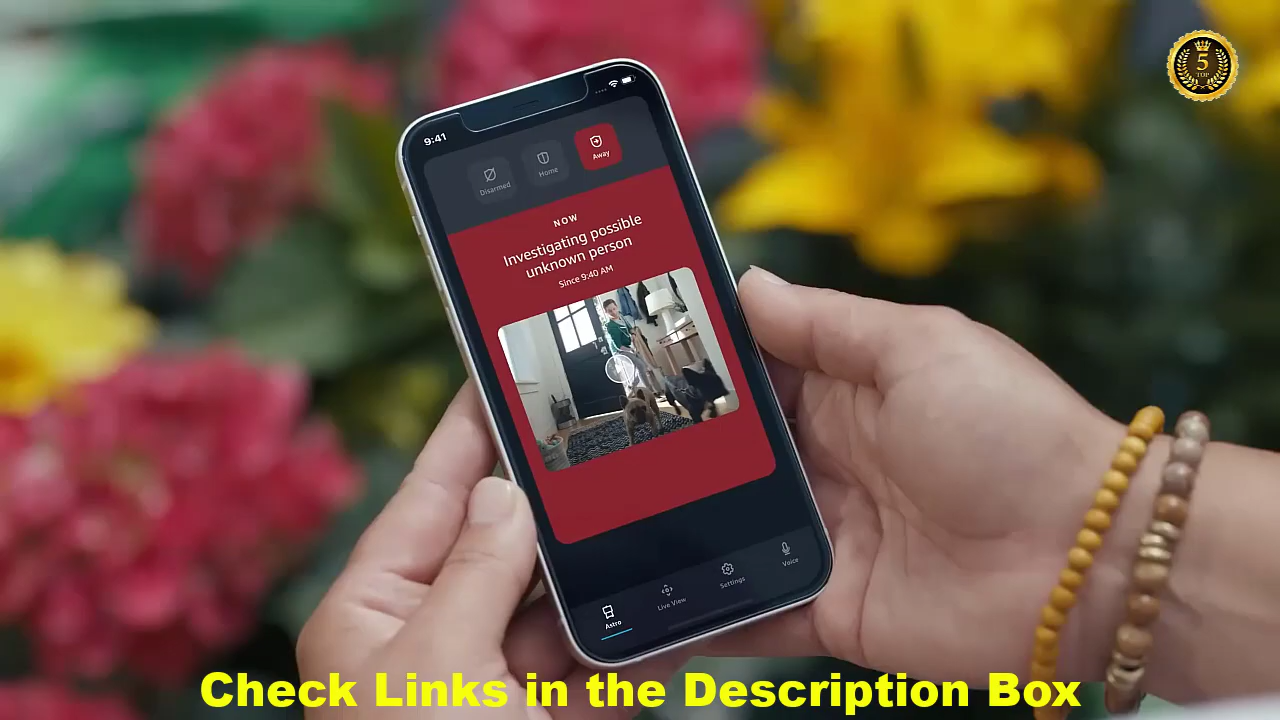 5
TOP
9:41
Disarmed
Home
Away
NOW
Investigating possible
unknown person
Since 9:40 AM
Astro
Live View
Settings
Voice
Check Links in the Description Box